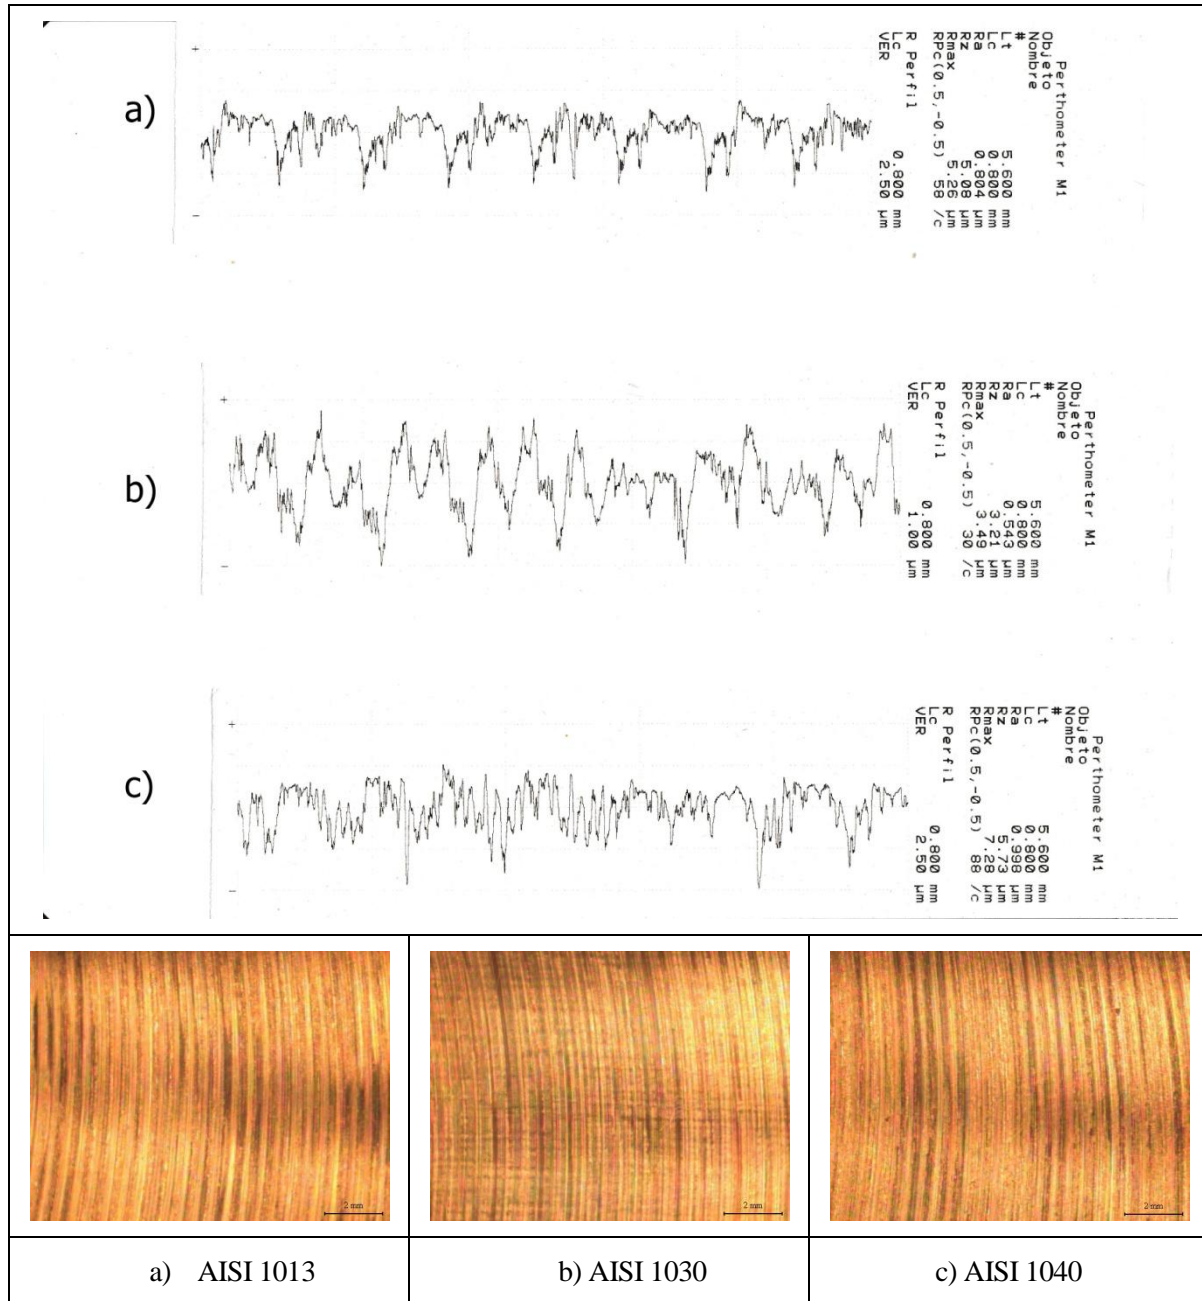 a)
+
-
Perthometer M1
Objeto
Nombre
#
Lt 5.600 mm
Lc 0.800 mm
Ra 0.804 µm
Rz 5.08 µm
Rmax 5.26 µm
RPc(0.5,-0.5) 58 /c
R Perfil
Lc 0.800 mm
VER 2.50 µm
b)
+
-
Perthometer M1
Objeto
Nombre
#
Lt 5.600 mm
Lc 0.800 mm
Ra 0.543 µm
Rz 3.21 µm
Rmax 3.49 µm
RPc(0.5,-0.5) 30 /c
R Perfil
Lc 0.800 mm
VER 1.00 µm
c)
+
-
Perthometer M1
Objeto
Nombre
#
Lt 5.600 mm
Lc 0.800 mm
Ra 0.998 µm
Rz 5.73 µm
Rmax 7.28 µm
RPc(0.5,-0.5) 88 /c
R Perfil
Lc 0.800 mm
VER 2.50 µm
2 mm
2 mm
2 mm
a) AISI 1013
b) AISI 1030
c) AISI 1040